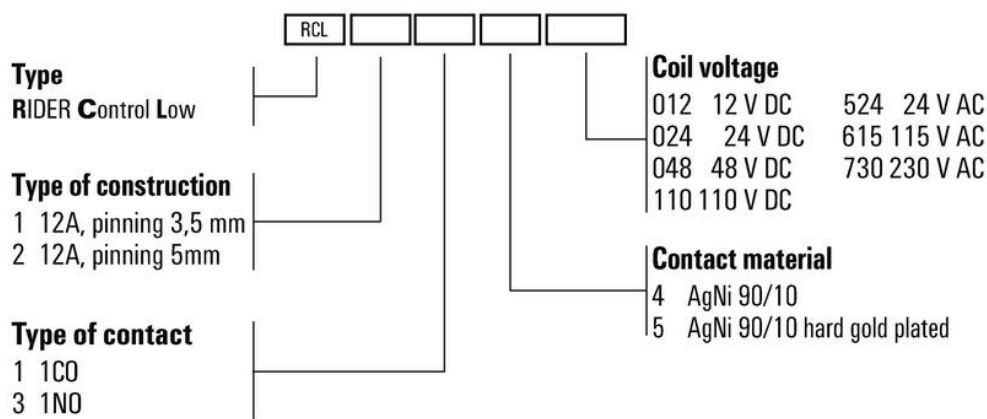 RCL
Type
RIDER Control Low
Type of construction
1 12A, pinning 3,5 mm
2 12A, pinning 5mm
Type of contact
1 1CO
3 1NO
Coil voltage
012 12 V DC 524 24 V AC
024 24 V DC 615 115 V AC
048 48 V DC 730 230 V AC
110 110 V DC
Contact material
4 AgNi 90/10
5 AgNi 90/10 hard gold plated